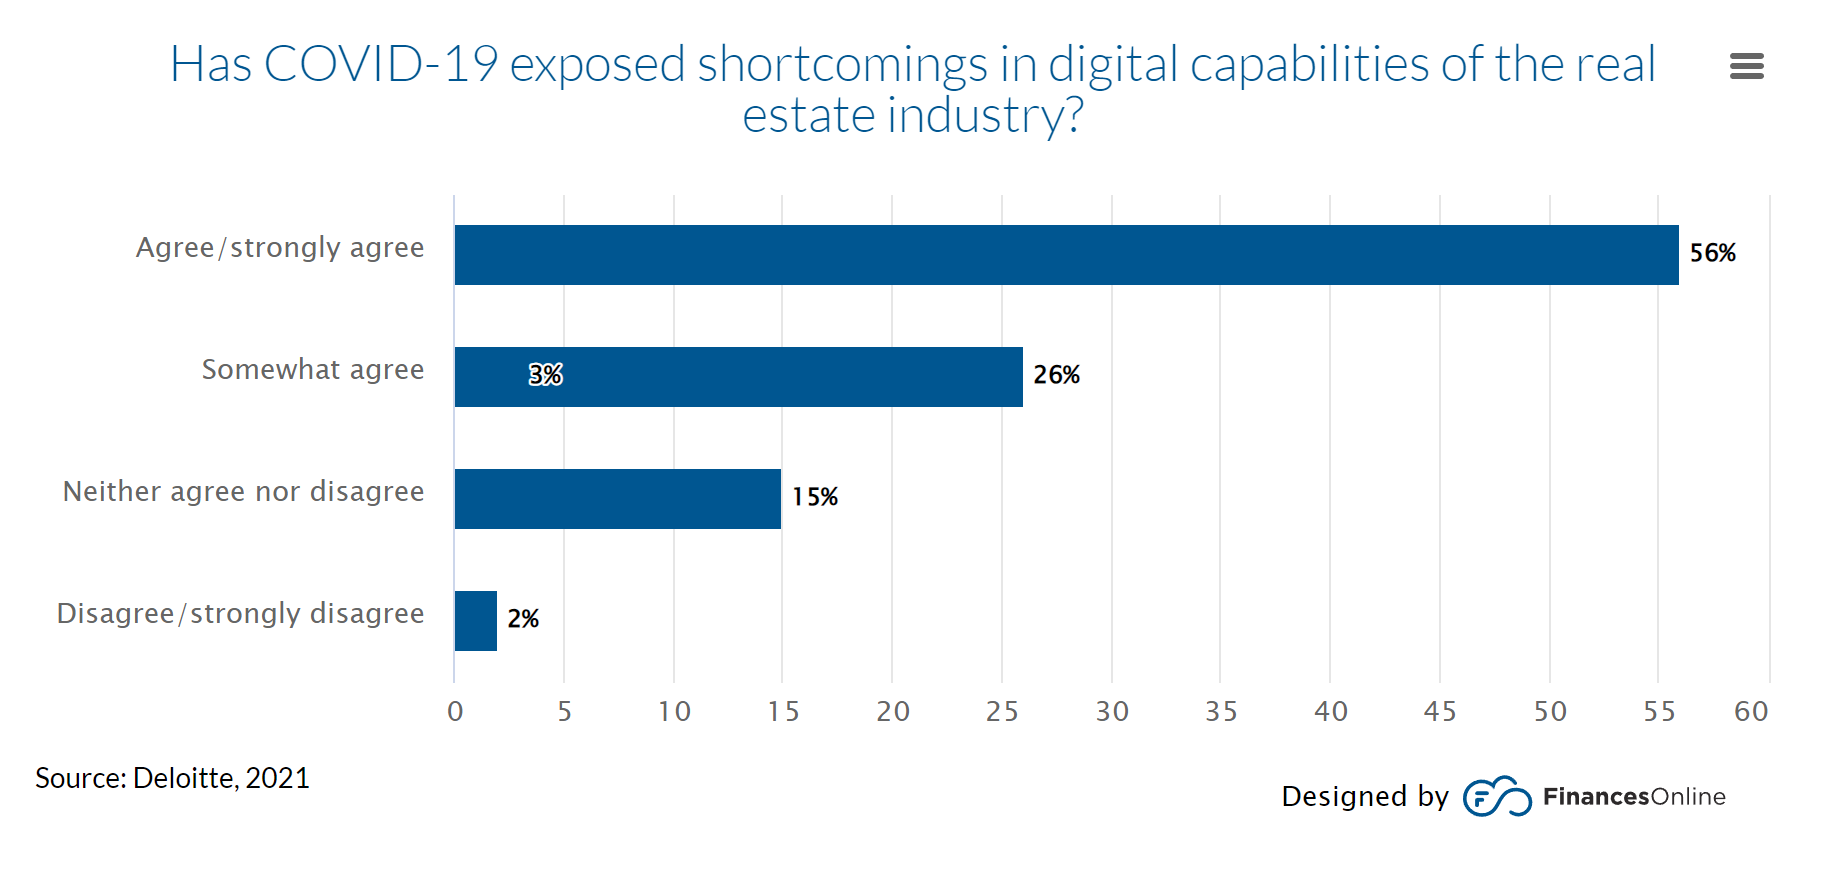 Has COVID-19 exposed shortcomings in digital capabilities of the real
estate industry?
Agree/strongly agree
56%
Somewhat agree
3%
26%
Neither agree nor disagree
15%
Disagree/strongly disagree
2%
0 5 10 15 20 25 30 35 40 45 50 55 60
Source: Deloitte, 2021
Designed by FinancesOnline